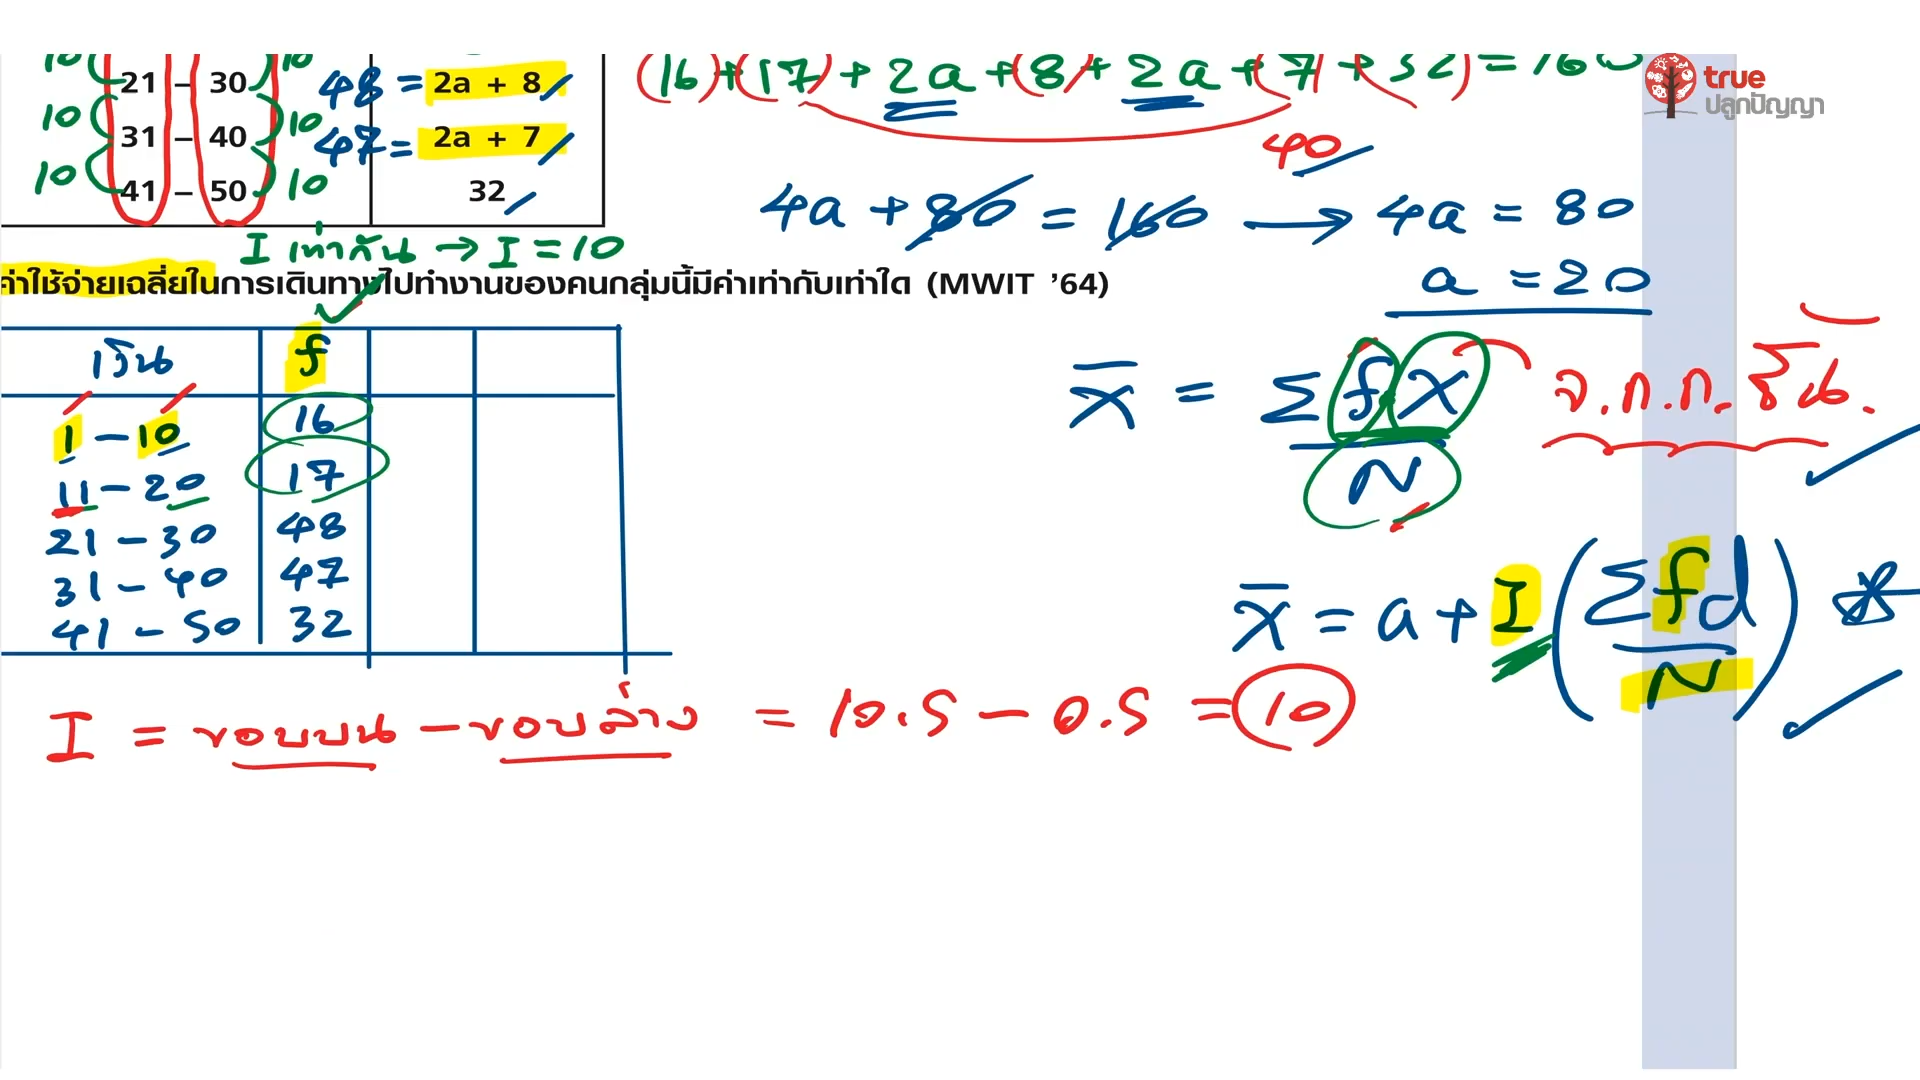 10 10
21 – 30 48 = 2a + 8
(16)+(17)+2a+(8)+2a+(7)+32)=160
true
ปลูกปัญญา
10 10
31 – 40 47 = 2a + 7
40
10 41 – 50 10 32
4a + 80 = 160 → 4a = 80
I เท่ากัน → I = 10
a = 20
ค่าใช้จ่ายเฉลี่ยในการเดินทางไปทำงานของคนกลุ่มนี้มีค่าเท่ากับเท่าใด (MWIT ’64)
เงิน f
1 – 10 16
11 – 20 17
21 – 30 48
31 – 40 47
41 – 50 32
x̄ = Σf·x / N
จ.ก.ก. ชั้น.
x̄ = a + I (Σfd / N) *
I = ขอบบน – ขอบล่าง = 10.5 – 0.5 = 10